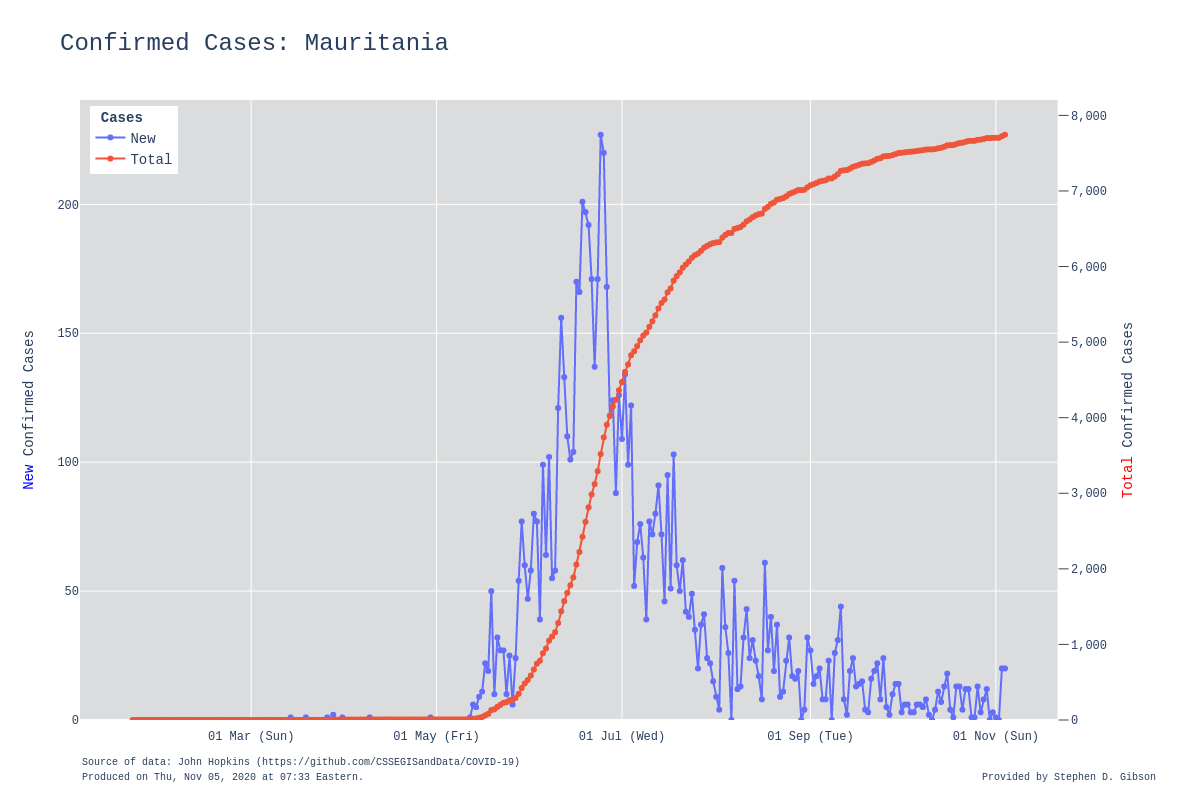 Confirmed Cases: Mauritania
Cases
New
Total
200
150
100
50
0
8,000
7,000
6,000
5,000
4,000
3,000
2,000
1,000
0
New Confirmed Cases
Total Confirmed Cases
01 Mar (Sun)
01 May (Fri)
01 Jul (Wed)
01 Sep (Tue)
01 Nov (Sun)
Source of data: John Hopkins (https://github.com/CSSEGISandData/COVID-19)
Produced on Thu, Nov 05, 2020 at 07:33 Eastern.
Provided by Stephen D. Gibson